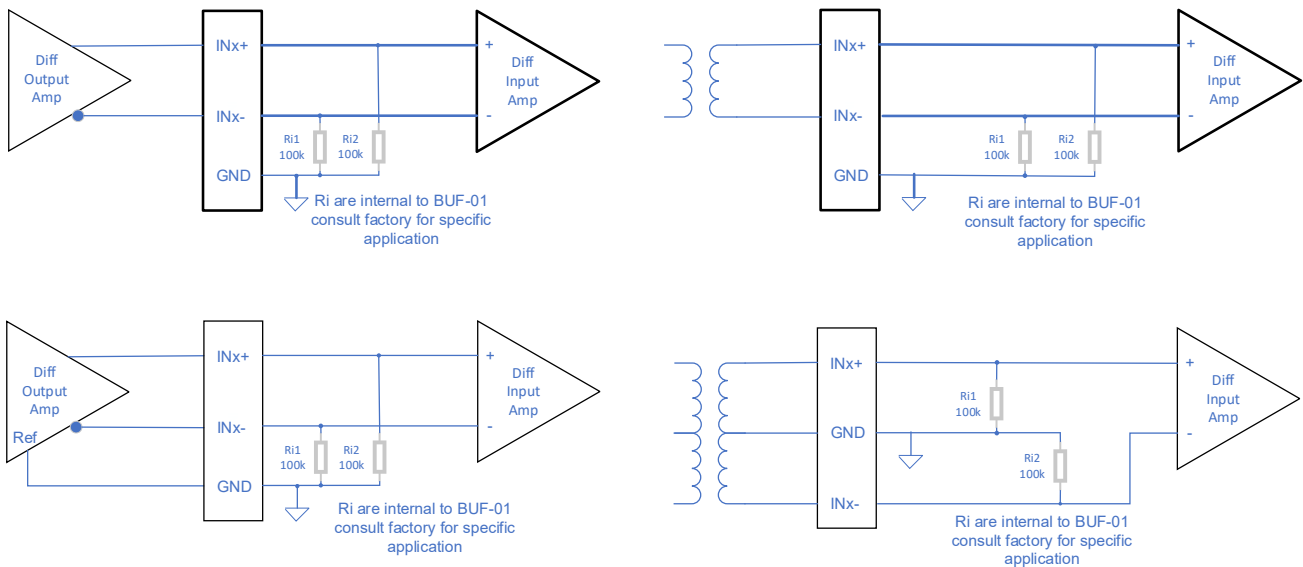 Diff
Output
Amp
INx+
INx-
GND
Ri1
100k
Ri2
100k
+
-
Diff
Input
Amp
Ri are internal to BUF-01
consult factory for specific
application
INx+
INx-
GND
Ri1
100k
Ri2
100k
+
-
Diff
Input
Amp
Ri are internal to BUF-01
consult factory for specific
application
Diff
Output
Amp
Ref
INx+
INx-
GND
Ri1
100k
Ri2
100k
+
-
Diff
Input
Amp
Ri are internal to BUF-01
consult factory for specific
application
INx+
GND
INx-
Ri1
100k
Ri2
100k
+
-
Diff
Input
Amp
Ri are internal to BUF-01
consult factory for specific
application